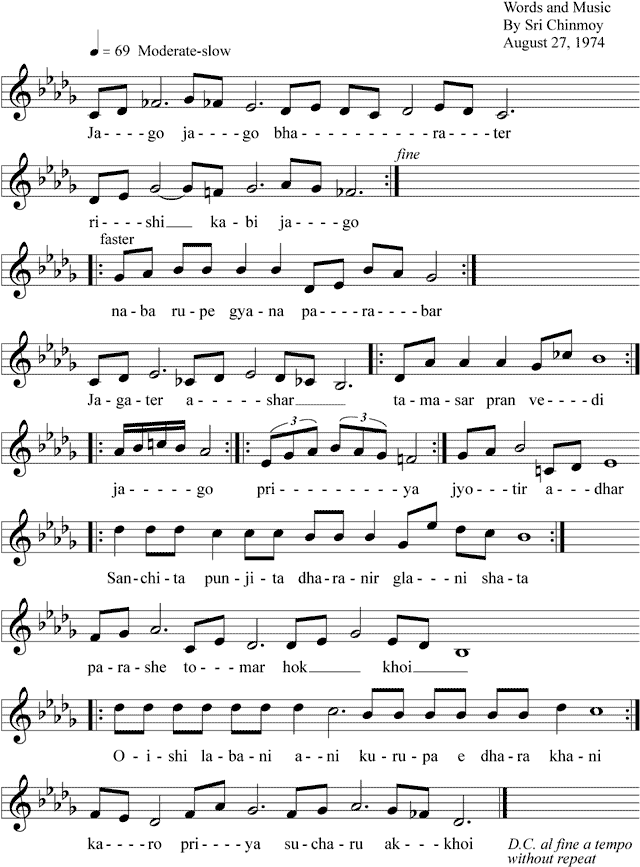 Words and Music
By Sri Chinmoy
August 27, 1974
= 69 Moderate-slow
Ja----go ja----go bha----------ra----ter
fine
ri----shi___ ka-bi ja----go
faster
na-ba ru-pe gya-na pa---ra---bar
Ja-ga-ter a----shar______ ta-ma-sar pran ve---di
3 3
ja-----go pri-------ya jyo---tir a-dhar
San-chi-ta pun-ji-ta dha-ra-nir gla---ni sha-ta
pa-ra-she to---mar hok______ khoi____
O-i-shi la-ba-ni a--ni ku-ru-pa e dha-ra kha-ni
ka---ro pri---ya su-cha-ru ak---khoi
D.C. al fine a tempo
without repeat